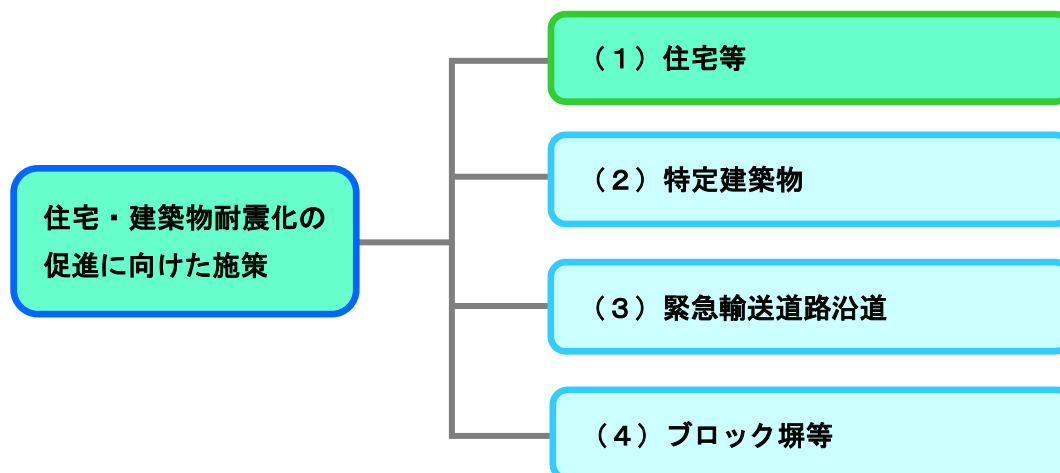 住宅・建築物耐震化の
促進に向けた施策
（１）住宅等
（２）特定建築物
（３）緊急輸送道路沿道
（４）ブロック塀等